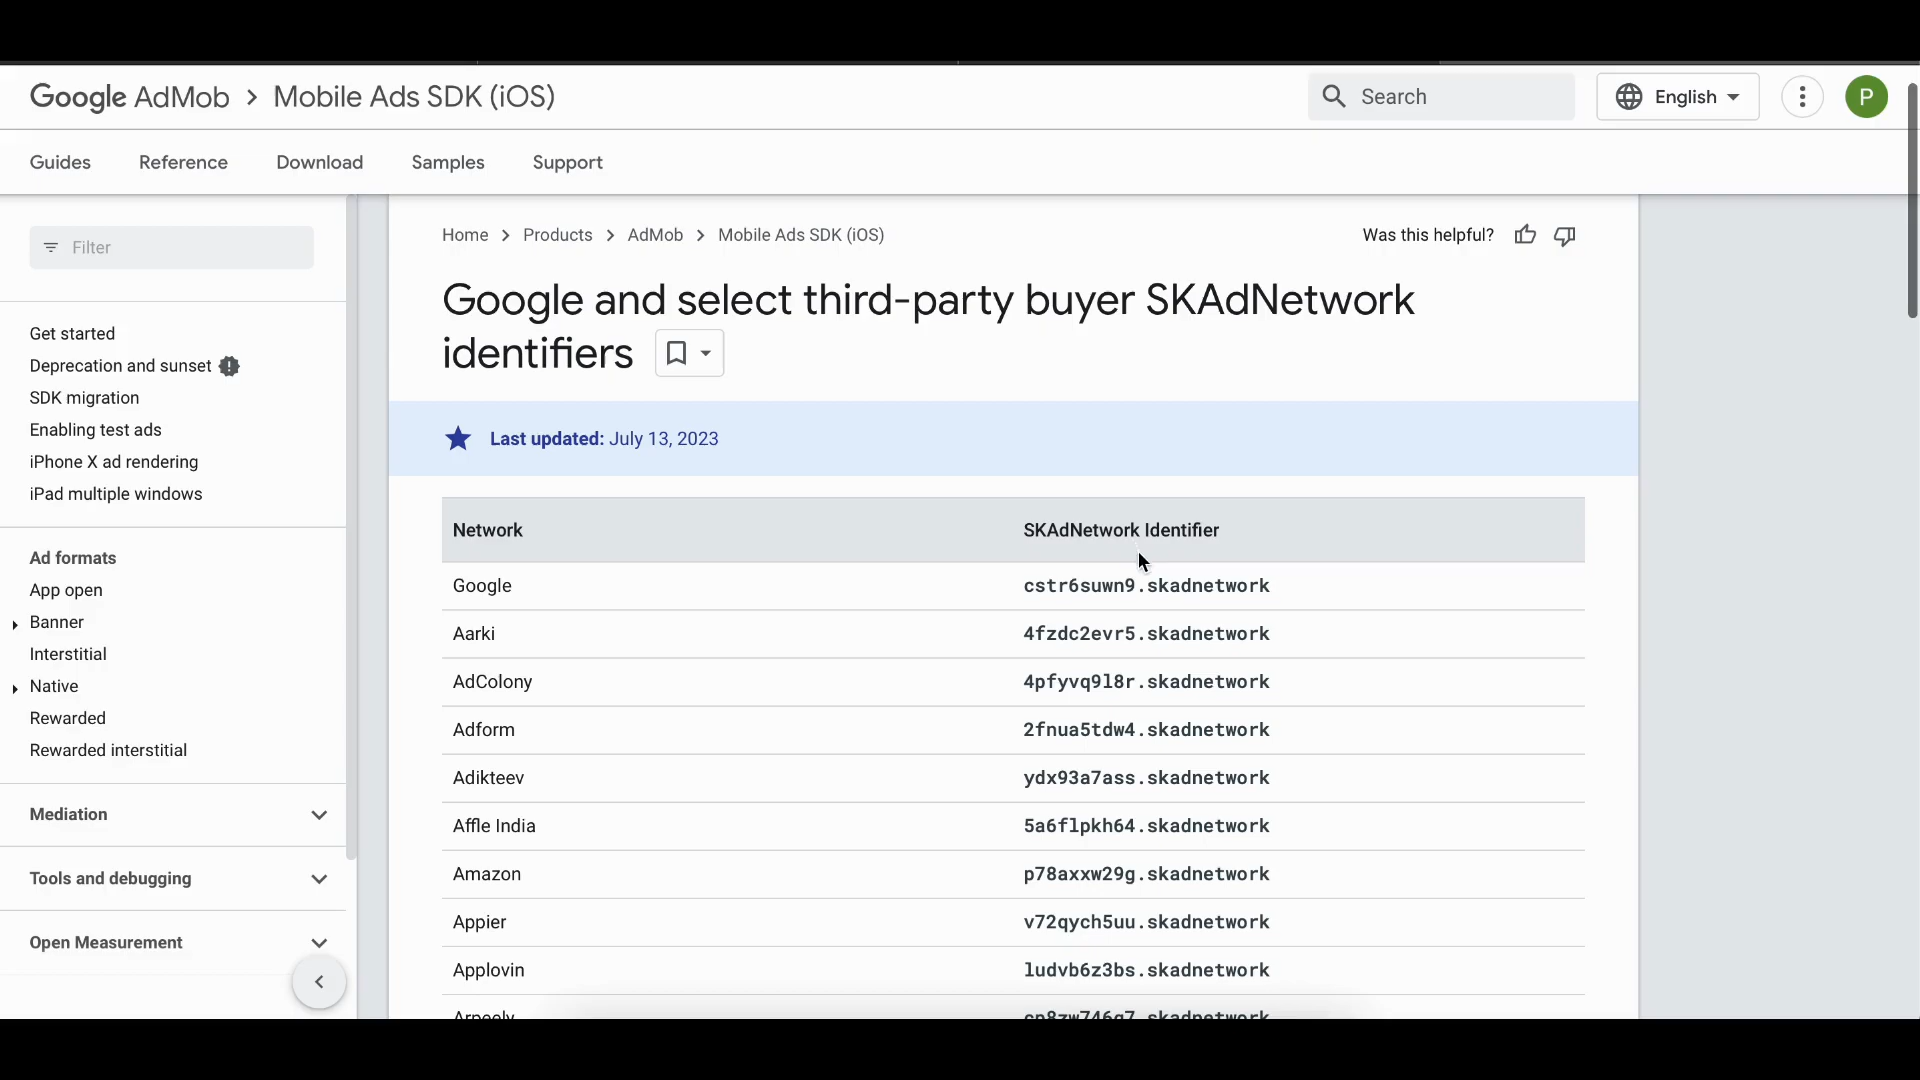 Google AdMob > Mobile Ads SDK (iOS)
Search
English
P
Guides
Reference
Download
Samples
Support
Filter
Get started
Deprecation and sunset
SDK migration
Enabling test ads
iPhone X ad rendering
iPad multiple windows
Ad formats
App open
Banner
Interstitial
Native
Rewarded
Rewarded interstitial
Mediation
Tools and debugging
Open Measurement
Home > Products > AdMob > Mobile Ads SDK (iOS)
Was this helpful?
Google and select third-party buyer SKAdNetwork
identifiers
Last updated: July 13, 2023
Network SKAdNetwork Identifier
Google cstr6suwn9.skadnetwork
Aarki 4fzdc2evr5.skadnetwork
AdColony 4pfyvq9l8r.skadnetwork
Adform 2fnua5tdw4.skadnetwork
Adikteev ydx93a7ass.skadnetwork
Affle India 5a6flpkh64.skadnetwork
Amazon p78axxw29g.skadnetwork
Appier v72qych5uu.skadnetwork
Applovin ludvb6z3bs.skadnetwork
Arpeely